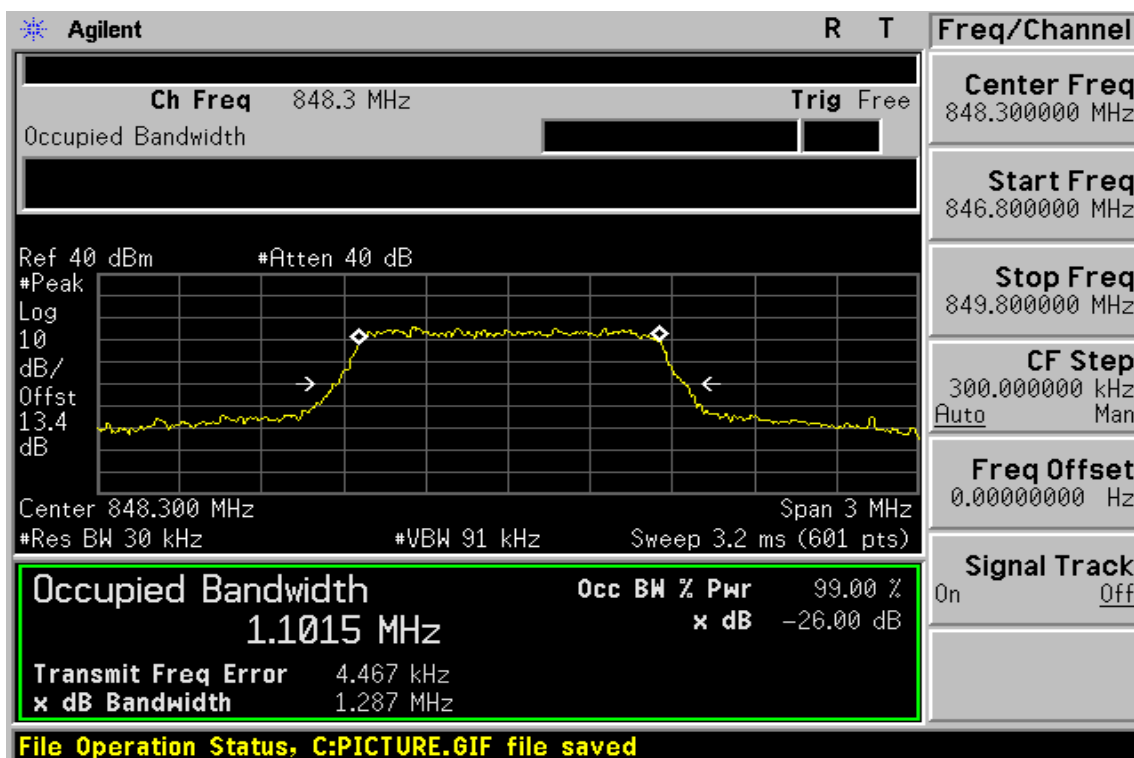 Agilent R T
Ch Freq 848.3 MHz Trig Free
Occupied Bandwidth
Ref 40 dBm #Atten 40 dB
#Peak
Log
10
dB/
Offst
13.4
dB
Center 848.300 MHz Span 3 MHz
#Res BW 30 kHz #VBW 91 kHz Sweep 3.2 ms (601 pts)
Occupied Bandwidth
1.1015 MHz
Occ BW % Pwr 99.00 %
x dB -26.00 dB
Transmit Freq Error 4.467 kHz
x dB Bandwidth 1.287 MHz
File Operation Status, C:PICTURE.GIF file saved
Freq/Channel
Center Freq
848.300000 MHz
Start Freq
846.800000 MHz
Stop Freq
849.800000 MHz
CF Step
300.000000 kHz
Auto Man
Freq Offset
0.00000000 Hz
Signal Track
On Off